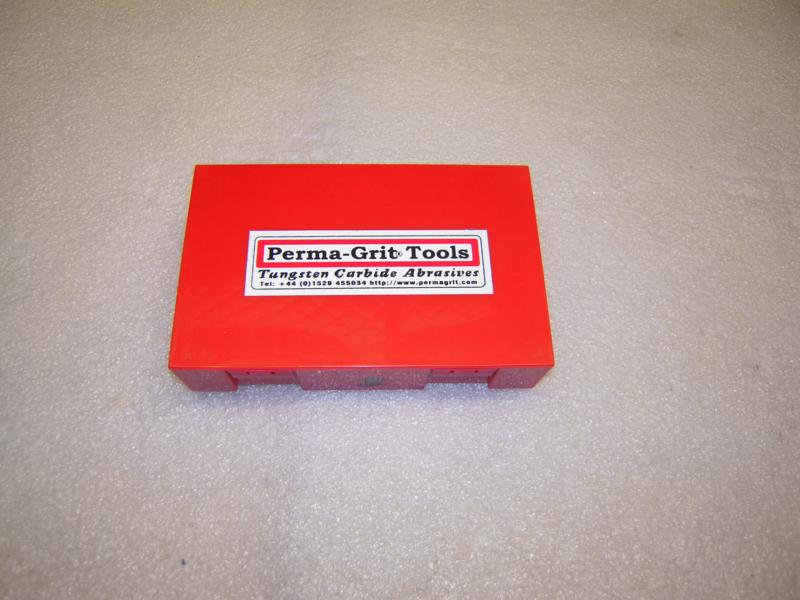 Perma-Grit® Tools
Tungsten Carbide Abrasives
Tel: +44 (0)1529 455034 http://www.permagrit.com